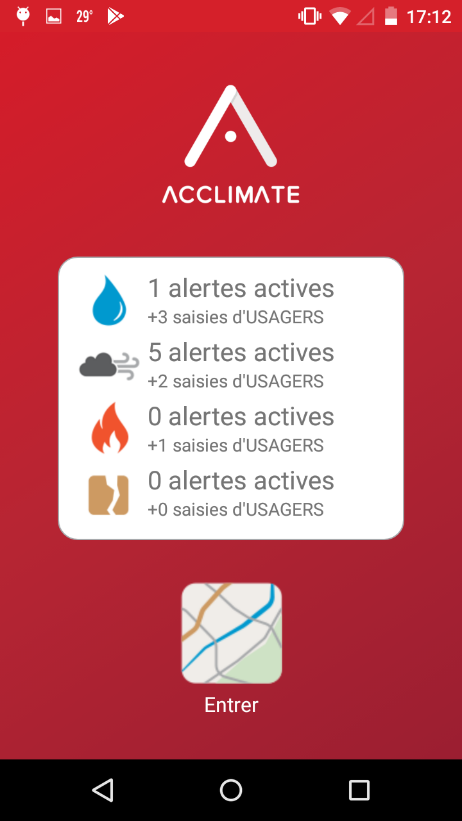 29°
17:12
ACCLIMATE
1 alertes actives
+3 saisies d'USAGERS
5 alertes actives
+2 saisies d'USAGERS
0 alertes actives
+1 saisies d'USAGERS
0 alertes actives
+0 saisies d'USAGERS
Entrer